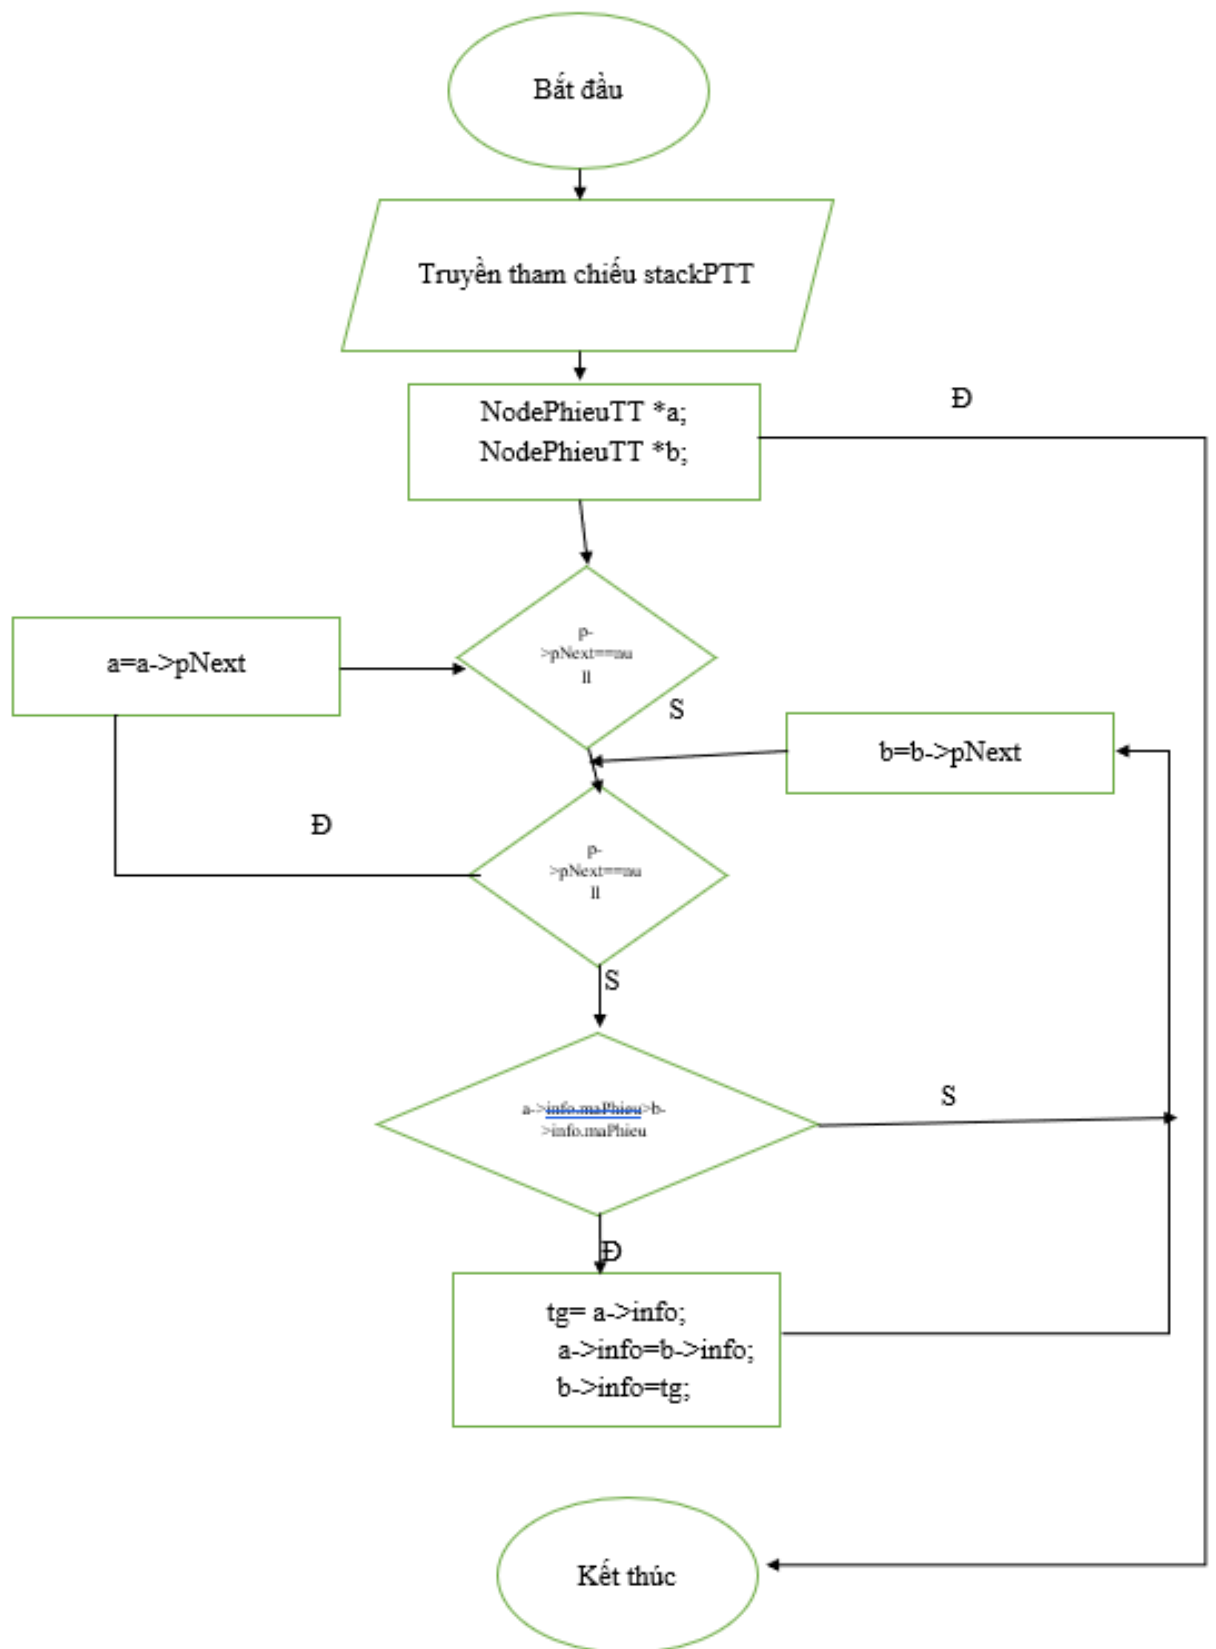 Bắt đầu
Truyền tham chiếu stackPTT
NodePhieuTT *a;
NodePhieuTT *b;
Đ
p-
>pNext==nu
ll
a=a->pNext
S
b=b->pNext
Đ
p-
>pNext==nu
ll
S
a->info.maPhieu>b-
>info.maPhieu
S
Đ
tg= a->info;
a->info=b->info;
b->info=tg;
Kết thúc